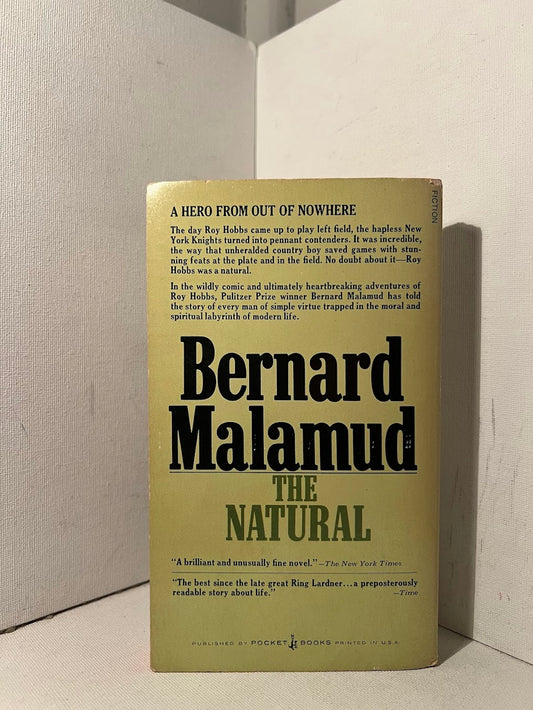 FICTION
A HERO FROM OUT OF NOWHERE
The day Roy Hobbs came up to play left field, the hapless New
York Knights turned into pennant contenders. It was incredible,
the way that unheralded country boy saved games with stun-
ning feats at the plate and in the field. No doubt about it—Roy
Hobbs was a natural.
In the wildly comic and ultimately heartbreaking adventures of
Roy Hobbs, Pulitzer Prize winner Bernard Malamud has told
the story of every man of simple virtue trapped in the moral and
spiritual labyrinth of modern life.
Bernard
Malamud
THE
NATURAL
"A brilliant and unusually fine novel."—The New York Times
"The best since the late great Ring Lardner...a preposterously
readable story about life." —Time
PUBLISHED BY POCKET BOOKS PRINTED IN U.S.A.